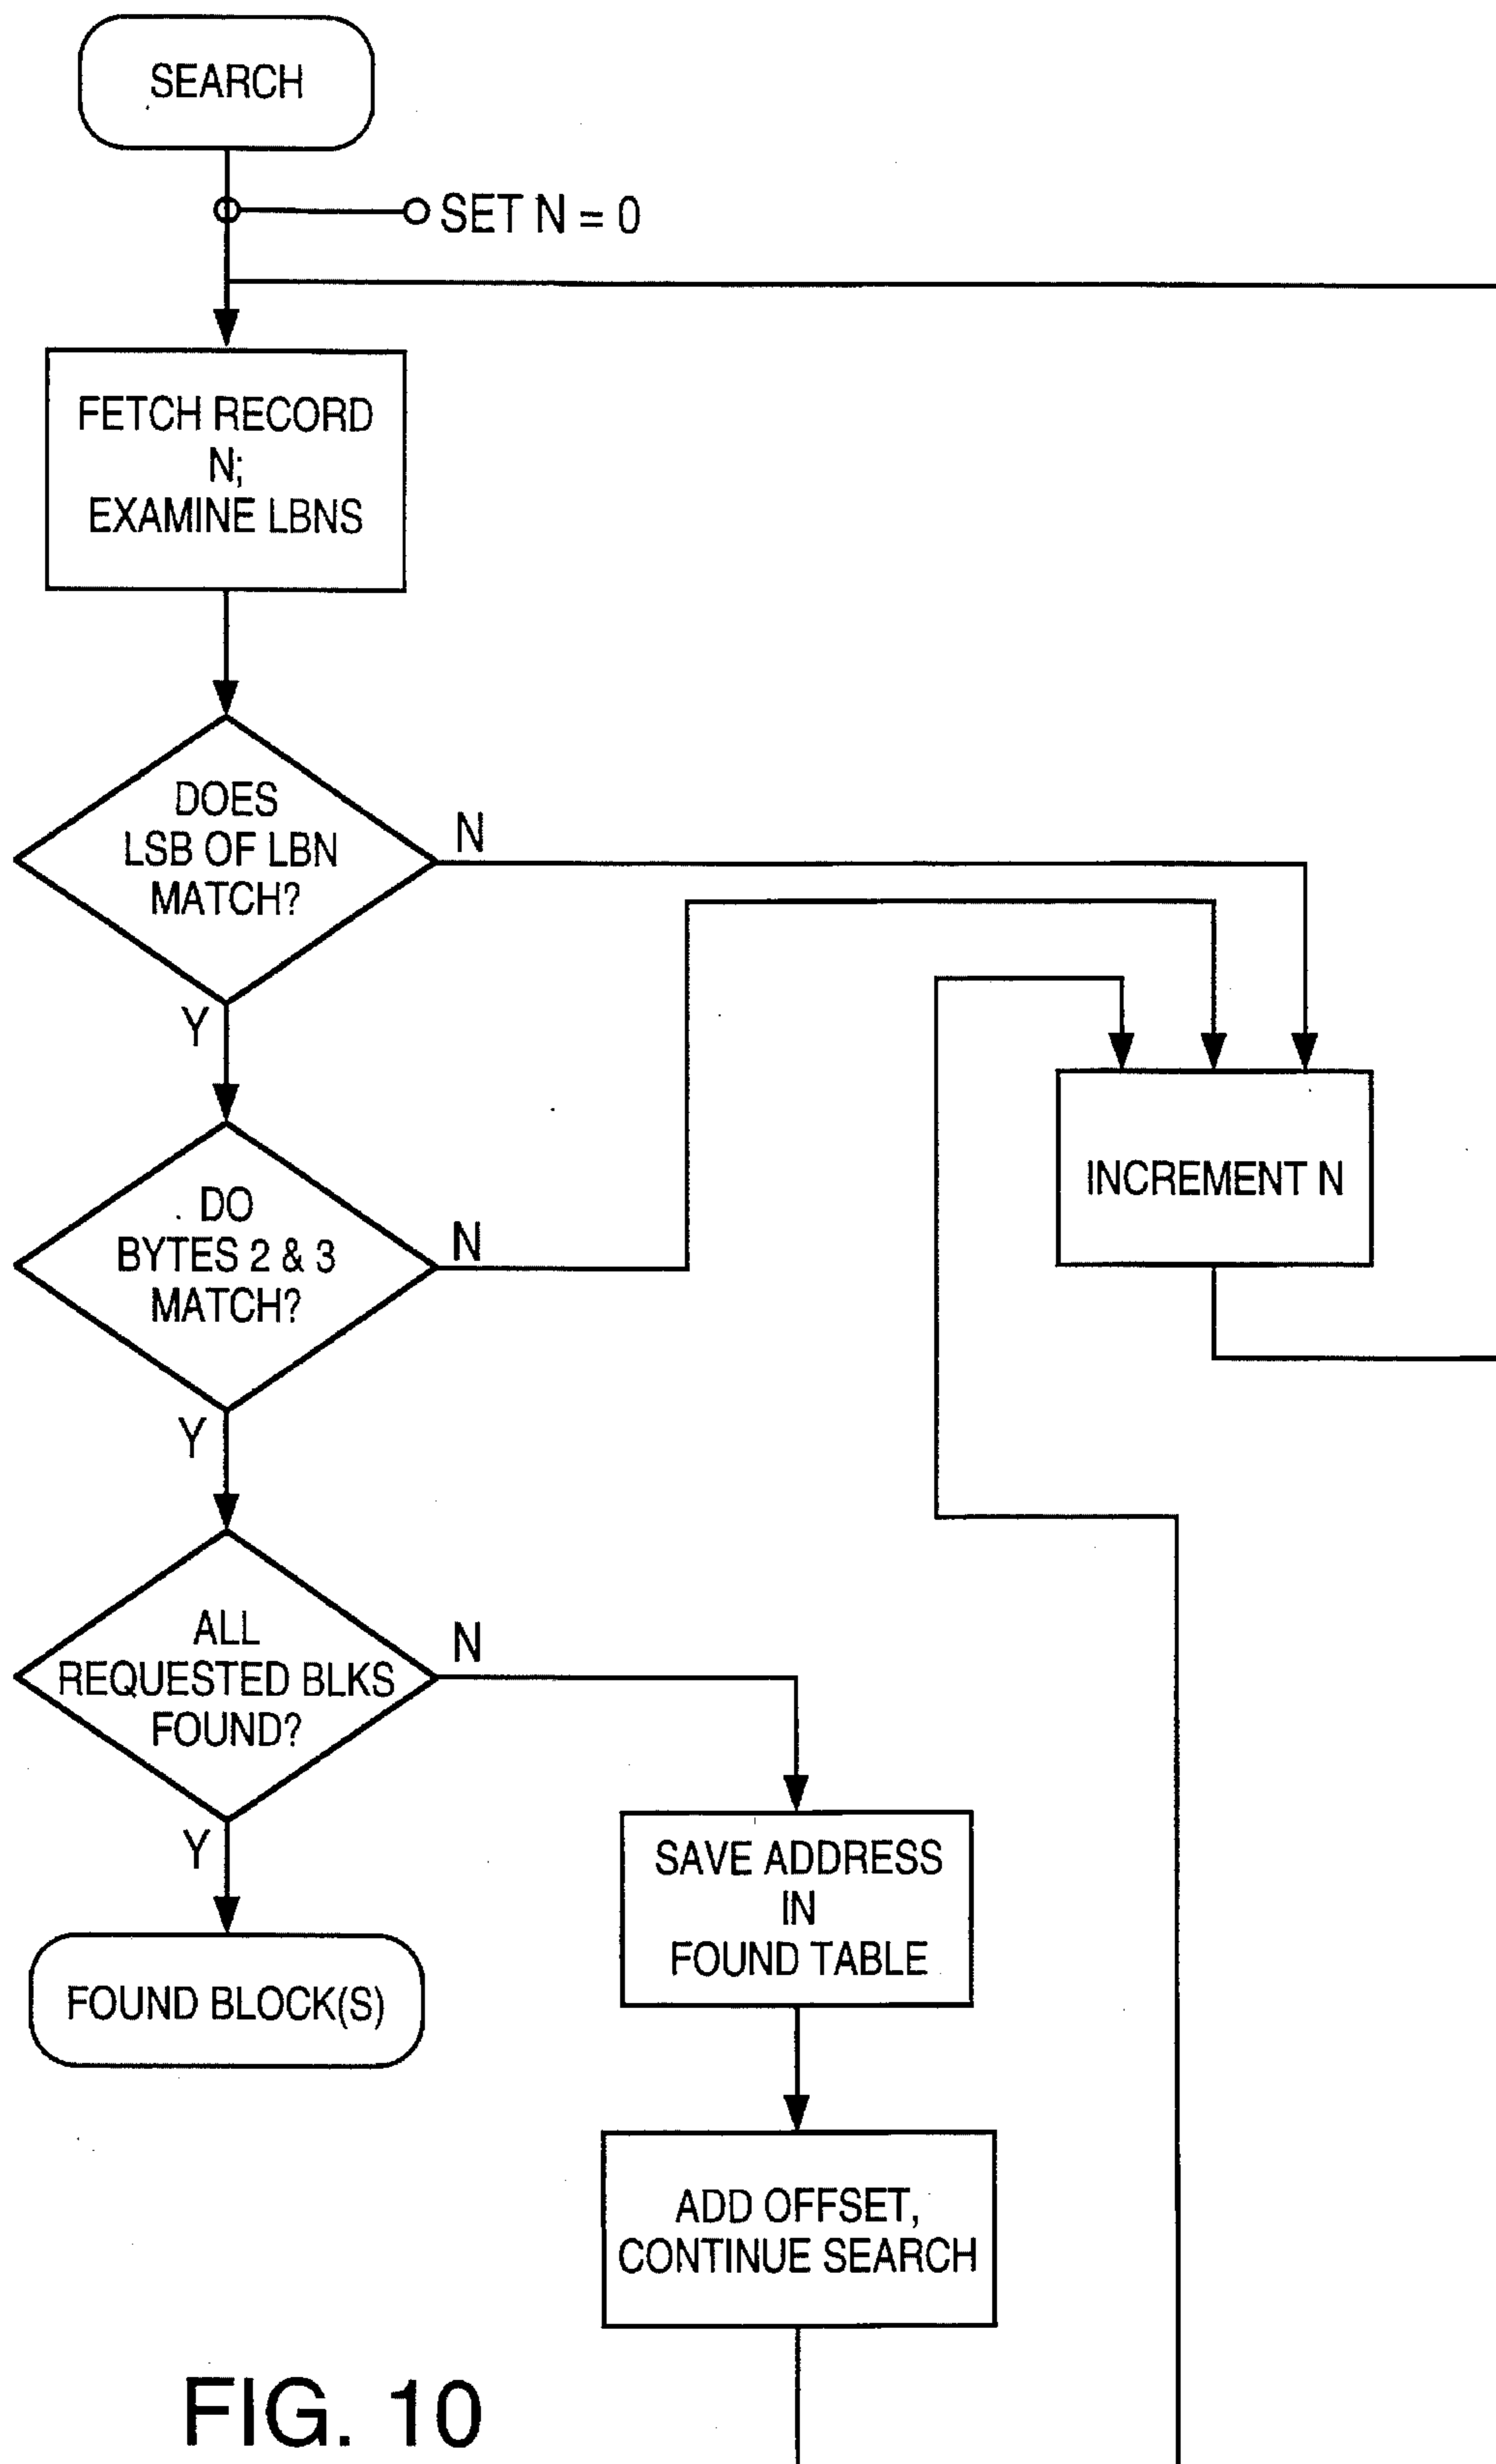 SEARCH
SET N = 0
FETCH RECORD
N;
EXAMINE LBNS
DOES
LSB OF LBN
MATCH?
N
Y
DO
BYTES 2 & 3
MATCH?
N
INCREMENT N
Y
ALL
REQUESTED BLKS
FOUND?
N
Y
SAVE ADDRESS
IN
FOUND TABLE
FOUND BLOCK(S)
ADD OFFSET,
CONTINUE SEARCH
FIG. 10